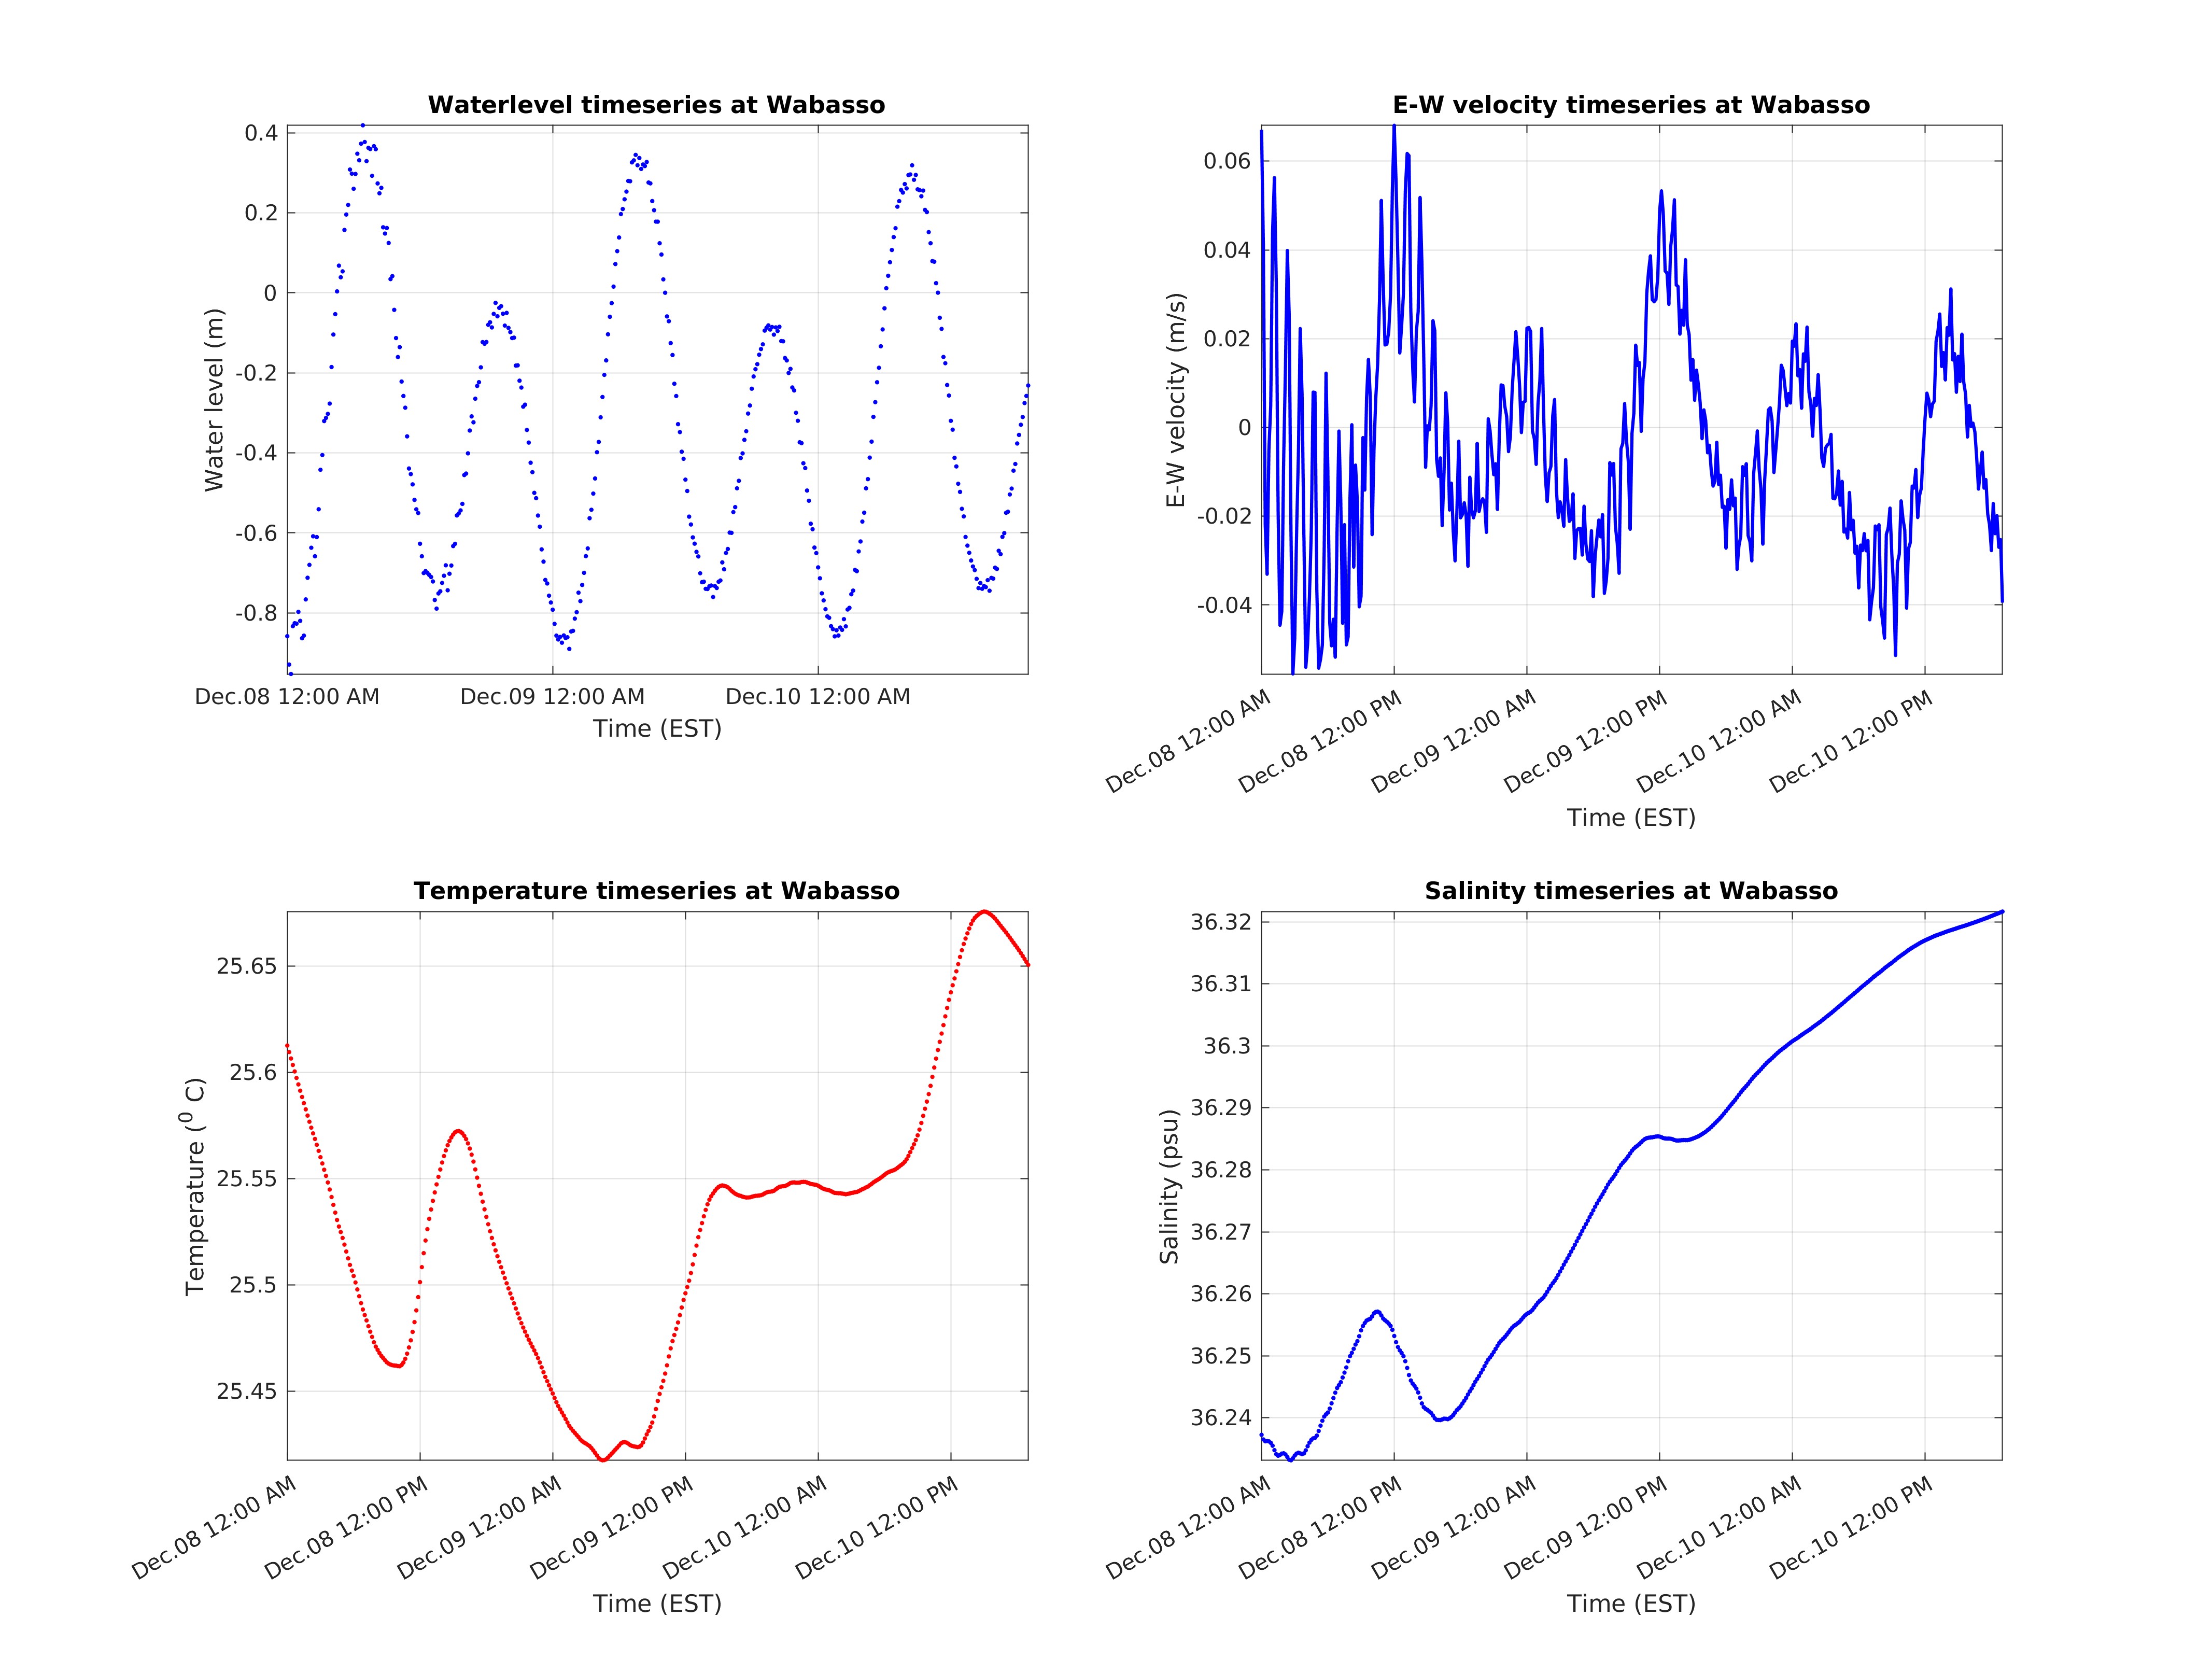 Waterlevel timeseries at Wabasso
0.4
0.2
0
-0.2
-0.4
-0.6
-0.8
Water level (m)
Dec.08 12:00 AM
Dec.09 12:00 AM
Dec.10 12:00 AM
Time (EST)
E-W velocity timeseries at Wabasso
0.06
0.04
0.02
0
-0.02
-0.04
E-W velocity (m/s)
Dec.08 12:00 AM
Dec.08 12:00 PM
Dec.09 12:00 AM
Dec.09 12:00 PM
Dec.10 12:00 AM
Dec.10 12:00 PM
Time (EST)
Temperature timeseries at Wabasso
25.65
25.6
25.55
25.5
25.45
Temperature (⁰ C)
Dec.08 12:00 AM
Dec.08 12:00 PM
Dec.09 12:00 AM
Dec.09 12:00 PM
Dec.10 12:00 AM
Dec.10 12:00 PM
Time (EST)
Salinity timeseries at Wabasso
36.32
36.31
36.3
36.29
36.28
36.27
36.26
36.25
36.24
Salinity (psu)
Dec.08 12:00 AM
Dec.08 12:00 PM
Dec.09 12:00 AM
Dec.09 12:00 PM
Dec.10 12:00 AM
Dec.10 12:00 PM
Time (EST)